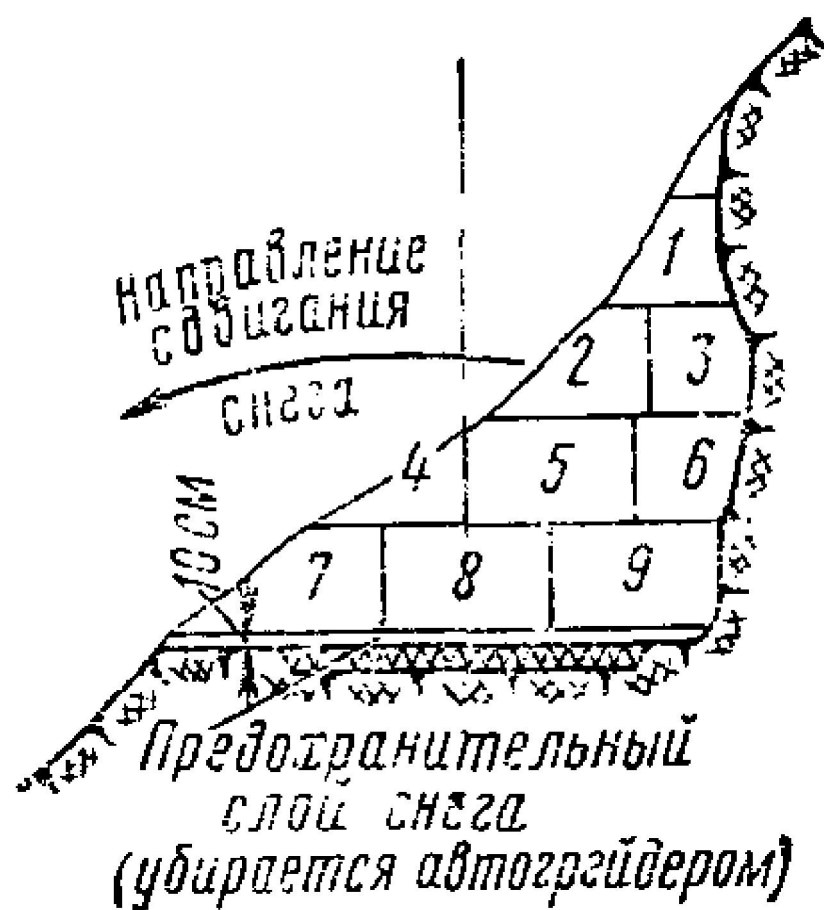 Направление
сдвигания
снега
1
2 3
4 5 6
10 см
7 8 9
Предохранительный
слой снега
(убирается автогрейдером)